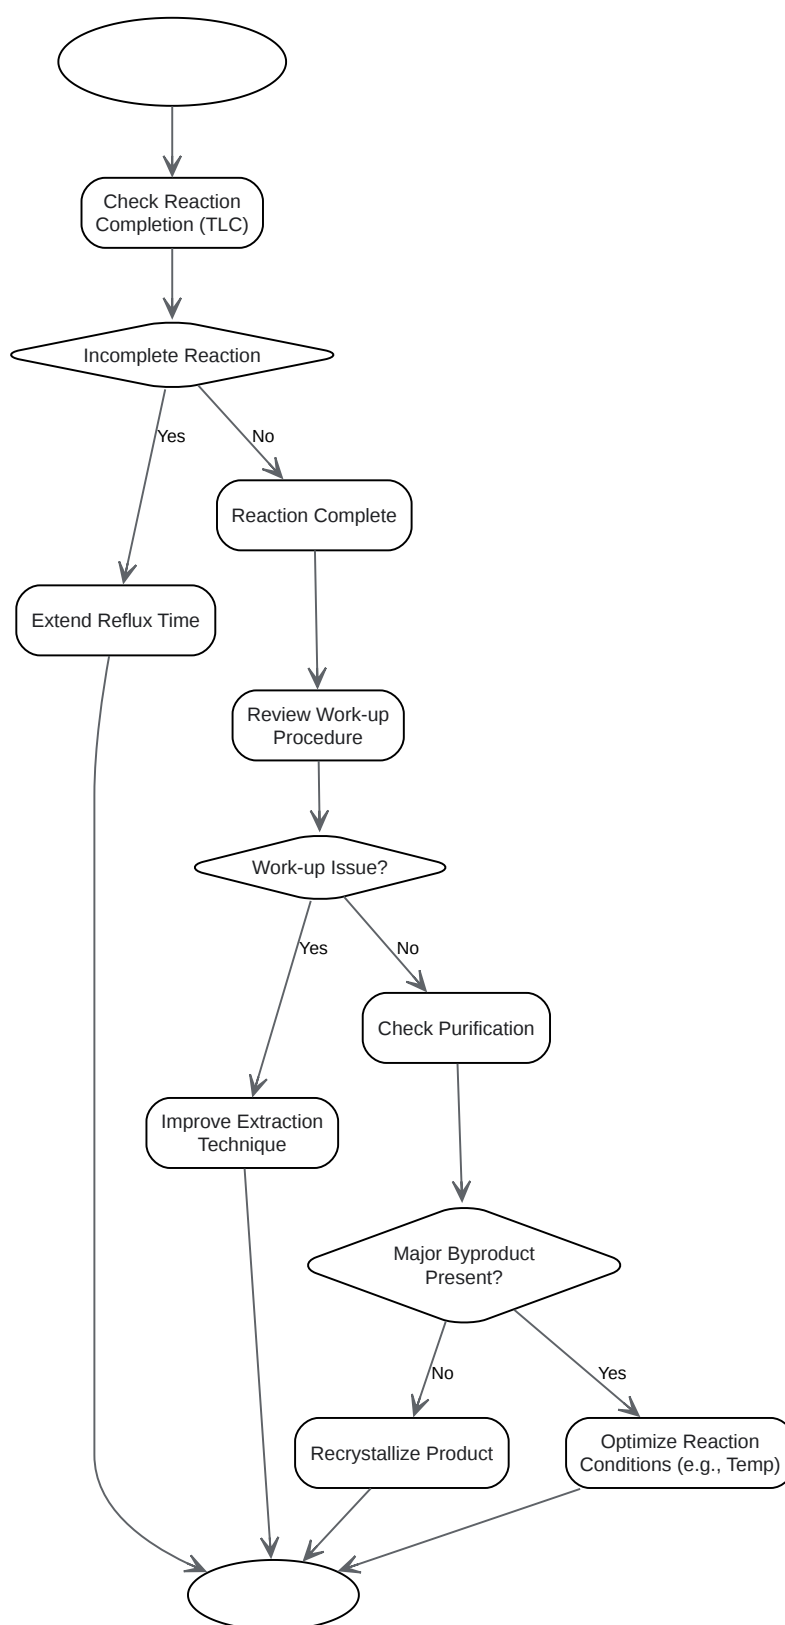 Check Reaction
Completion (TLC)
Incomplete Reaction
Yes
No
Reaction Complete
Extend Reflux Time
Review Work-up
Procedure
Work-up Issue?
Yes
No
Check Purification
Improve Extraction
Technique
Major Byproduct
Present?
No
Yes
Recrystallize Product
Optimize Reaction
Conditions (e.g., Temp)